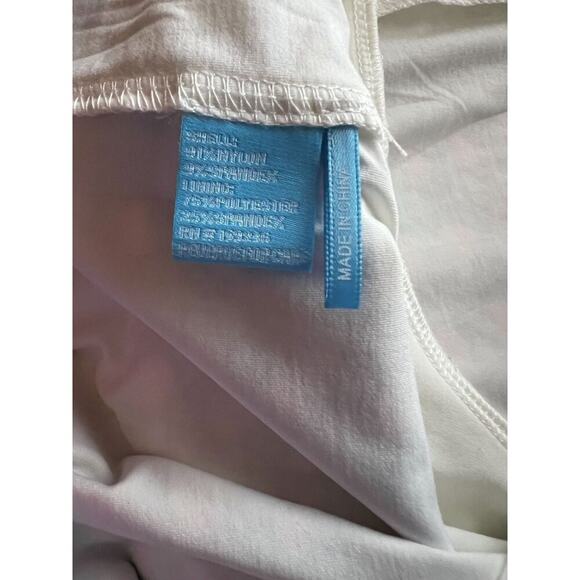 SHELL:
91% NYLON
9% SPANDEX
LINING:
75% POLYESTER
25% SPANDEX
RN #
MADE IN CHINA